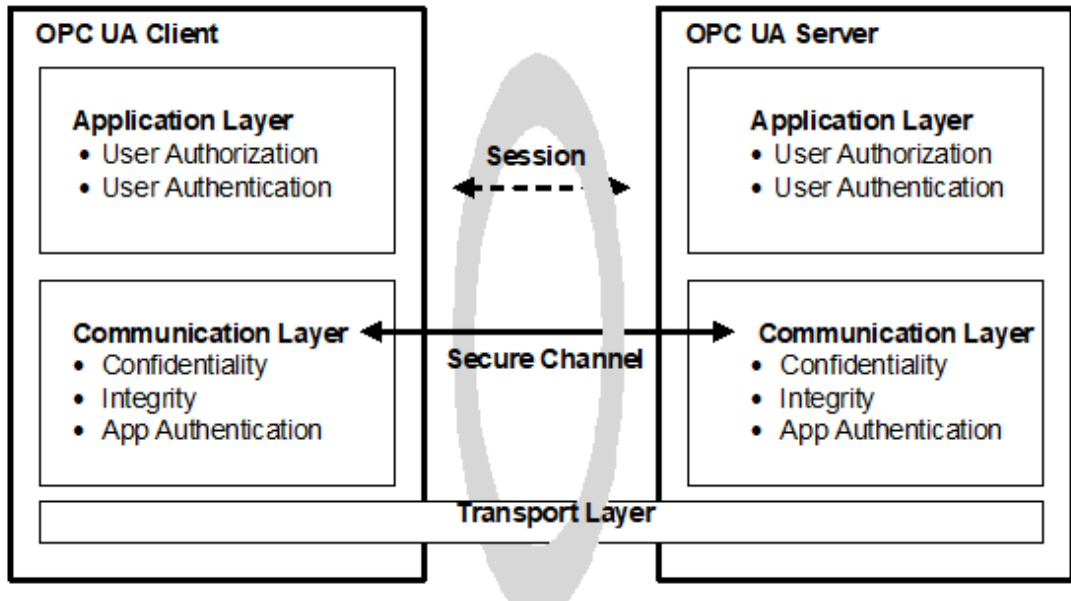 OPC UA Client
Application Layer
• User Authorization
• User Authentication
Communication Layer
• Confidentiality
• Integrity
• App Authentication
Session
Secure Channel
Transport Layer
OPC UA Server
Application Layer
• User Authorization
• User Authentication
Communication Layer
• Confidentiality
• Integrity
• App Authentication